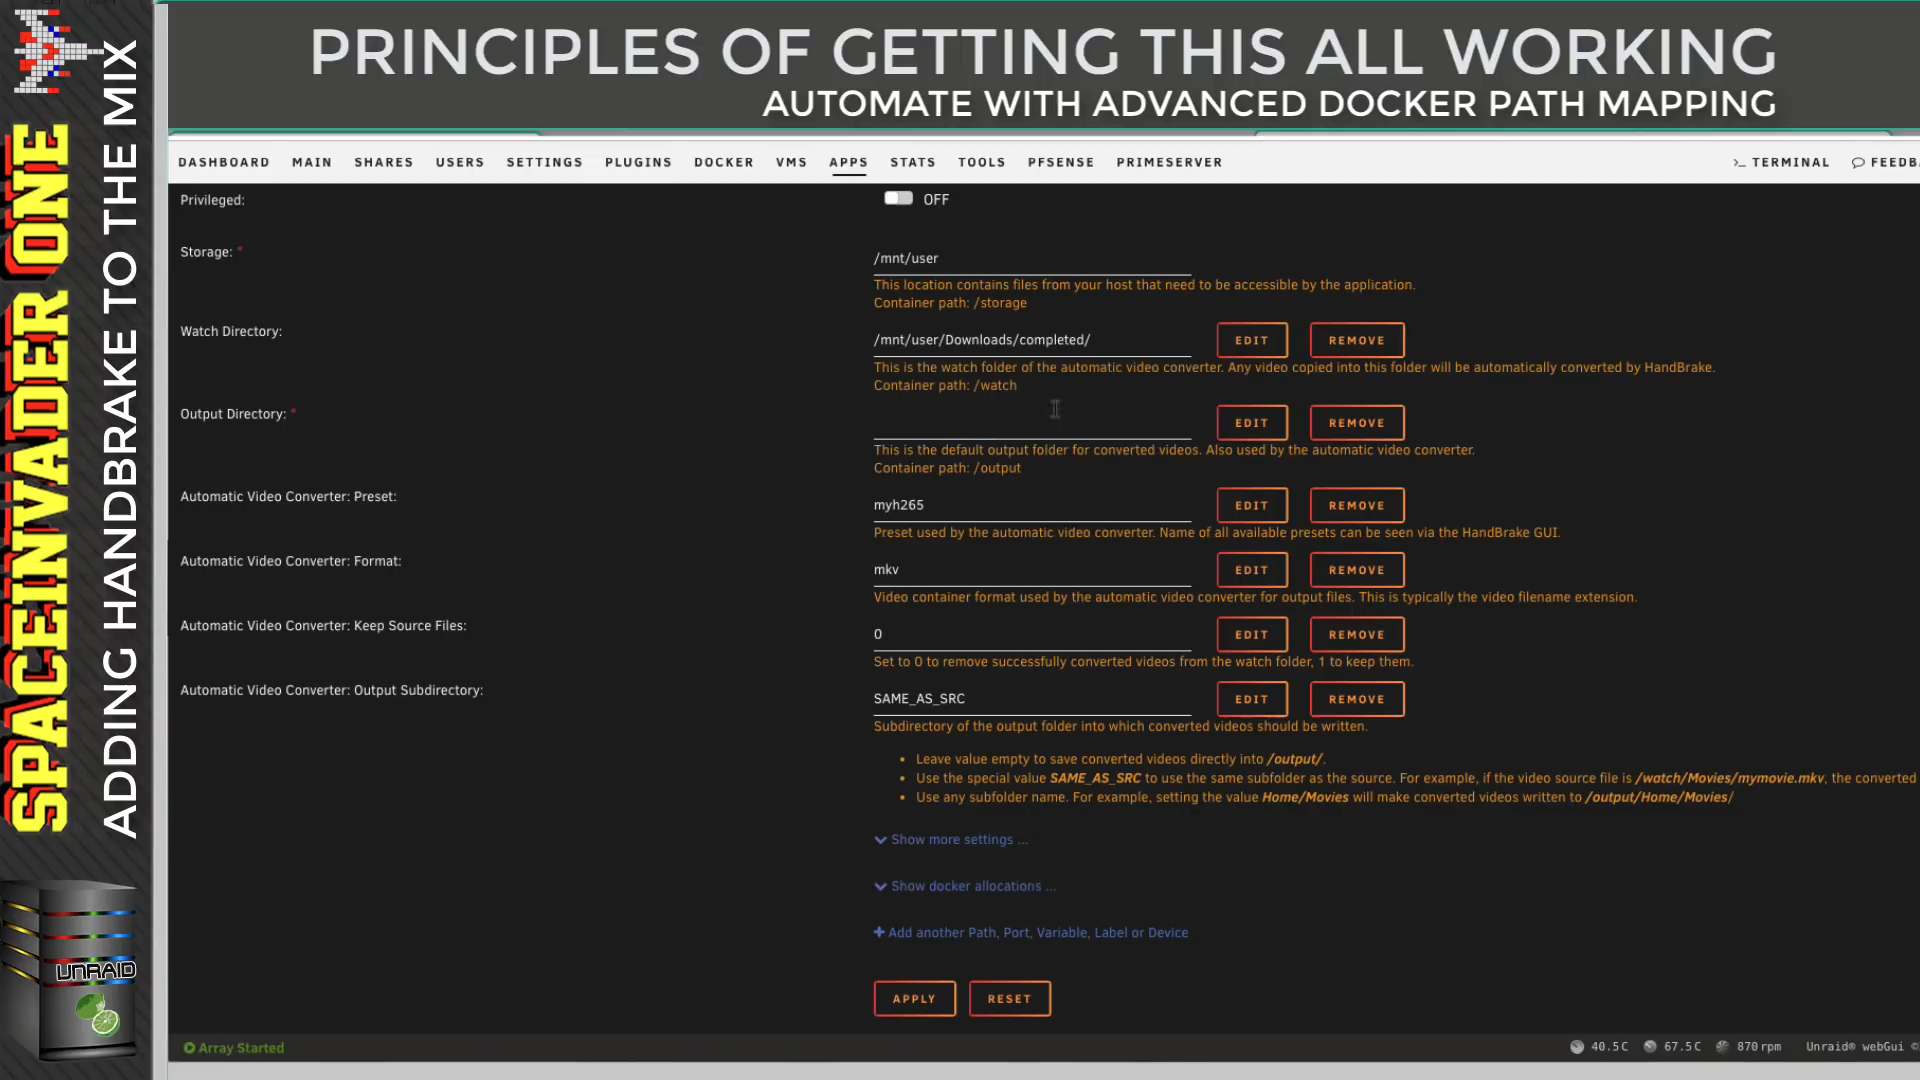 PRINCIPLES OF GETTING THIS ALL WORKING
AUTOMATE WITH ADVANCED DOCKER PATH MAPPING
SPACEINVADER ONE
ADDING HANDBRAKE TO THE MIX
UNRAID
DASHBOARD MAIN SHARES USERS SETTINGS PLUGINS DOCKER VMS APPS STATS TOOLS PFSENSE PRIMESERVER >_ TERMINAL FEEDB
Privileged: OFF
Storage: * /mnt/user
This location contains files from your host that need to be accessible by the application.
Container path: /storage
Watch Directory: /mnt/user/Downloads/completed/ EDIT REMOVE
This is the watch folder of the automatic video converter. Any video copied into this folder will be automatically converted by HandBrake.
Container path: /watch
Output Directory: * EDIT REMOVE
This is the default output folder for converted videos. Also used by the automatic video converter.
Container path: /output
Automatic Video Converter: Preset: myh265 EDIT REMOVE
Preset used by the automatic video converter. Name of all available presets can be seen via the HandBrake GUI.
Automatic Video Converter: Format: mkv EDIT REMOVE
Video container format used by the automatic video converter for output files. This is typically the video filename extension.
Automatic Video Converter: Keep Source Files: 0 EDIT REMOVE
Set to 0 to remove successfully converted videos from the watch folder, 1 to keep them.
Automatic Video Converter: Output Subdirectory: SAME_AS_SRC EDIT REMOVE
Subdirectory of the output folder into which converted videos should be written.
• Leave value empty to save converted videos directly into /output/.
• Use the special value SAME_AS_SRC to use the same subfolder as the source. For example, if the video source file is /watch/Movies/mymovie.mkv, the converted
• Use any subfolder name. For example, setting the value Home/Movies will make converted videos written to /output/Home/Movies/
Show more settings ...
Show docker allocations ...
+ Add another Path, Port, Variable, Label or Device
APPLY RESET
Array Started 40.5C 67.5C 870 rpm Unraid® webGui ©